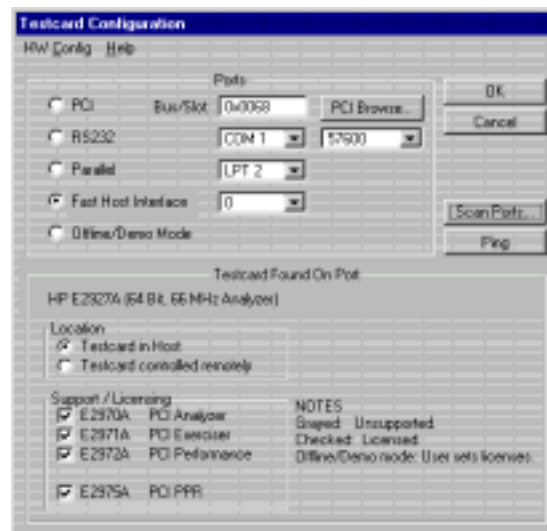 Testcard Configuration
HW Config Help
Ports
PCI Bus/Slot 0x0068 PCI Browse...
RS232 COM 1 57600
Parallel LPT 2
Fast Host Interface 0
Offline/Demo Mode
OK
Cancel
Scan Ports...
Ping
Testcard Found On Port
HP E2927A (64 Bit, 66 MHz Analyzer)
Location
Testcard in Host
Testcard controlled remotely
Support / Licensing
E2970A PCI Analyzer
E2971A PCI Exerciser
E2972A PCI Performance
E2975A PCI PPR
NOTES
Grayed: Unsupported.
Checked: Licensed.
Offline/Demo mode: User sets licenses.